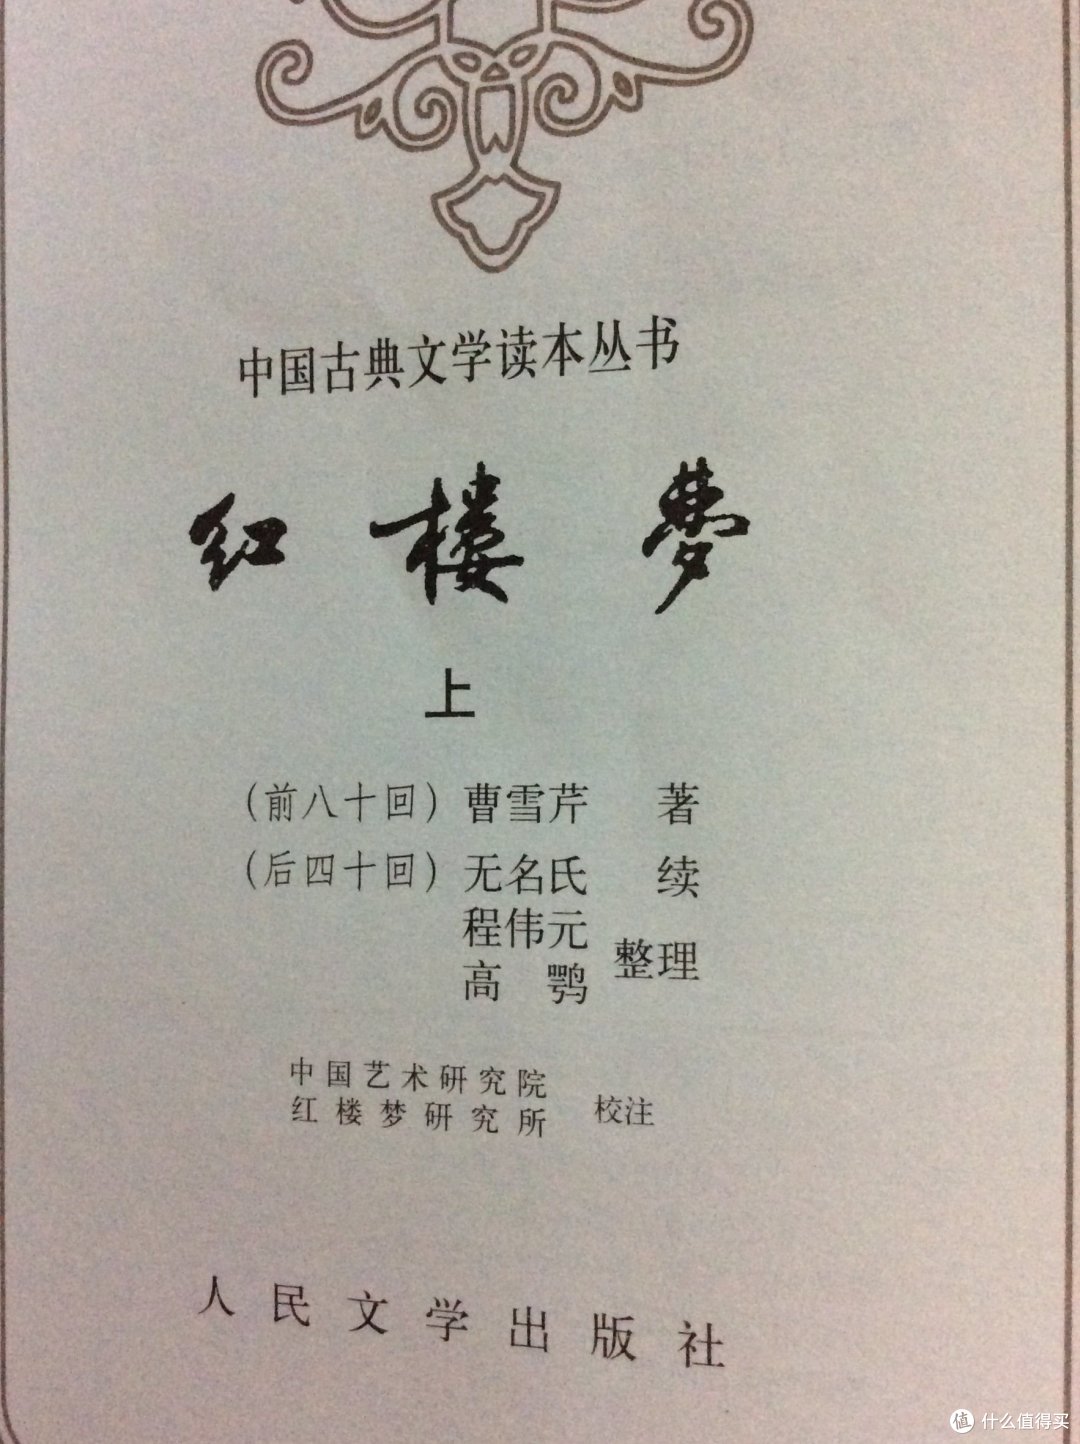 中国古典文学读本丛书
红楼夢
上
(前八十回) 曹雪芹 著
(后四十回) 无名氏 续
程伟元
高鹗 整理
中国艺术研究院
红楼梦研究所 校注
人民文学出版社
值 什么值得买